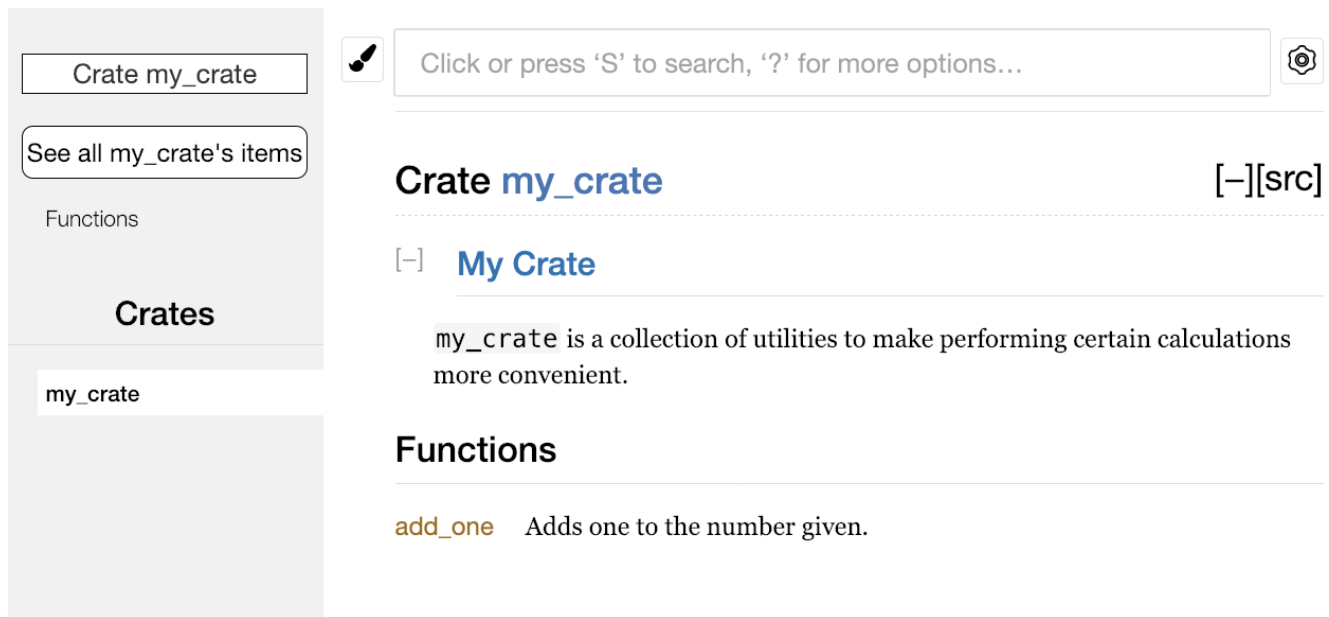 Crate my_crate
See all my_crate's items
Functions
Crates
my_crate
Click or press ‘S’ to search, ‘?’ for more options…
Crate my_crate
[−][src]
[−]
My Crate
my_crate is a collection of utilities to make performing certain calculations
more convenient.
Functions
add_one Adds one to the number given.